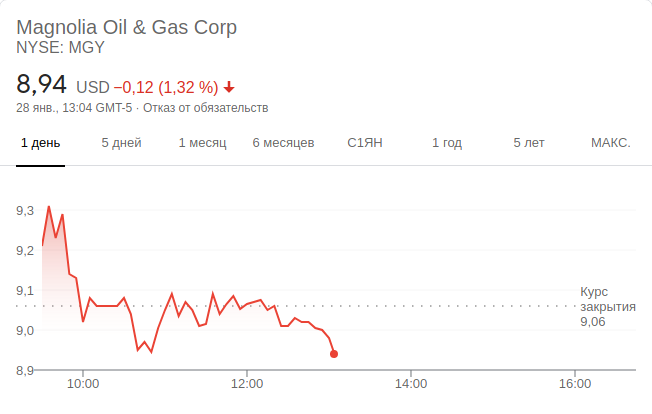 Magnolia Oil & Gas Corp
NYSE: MGY
8,94 USD −0,12 (1,32 %)
28 янв., 13:04 GMT-5 · Отказ от обязательств
1 день 5 дней 1 месяц 6 месяцев С1ЯН 1 год 5 лет МАКС.
9,3
9,2
9,1
9,0
8,9
Курс
закрытия
9,06
10:00 12:00 14:00 16:00